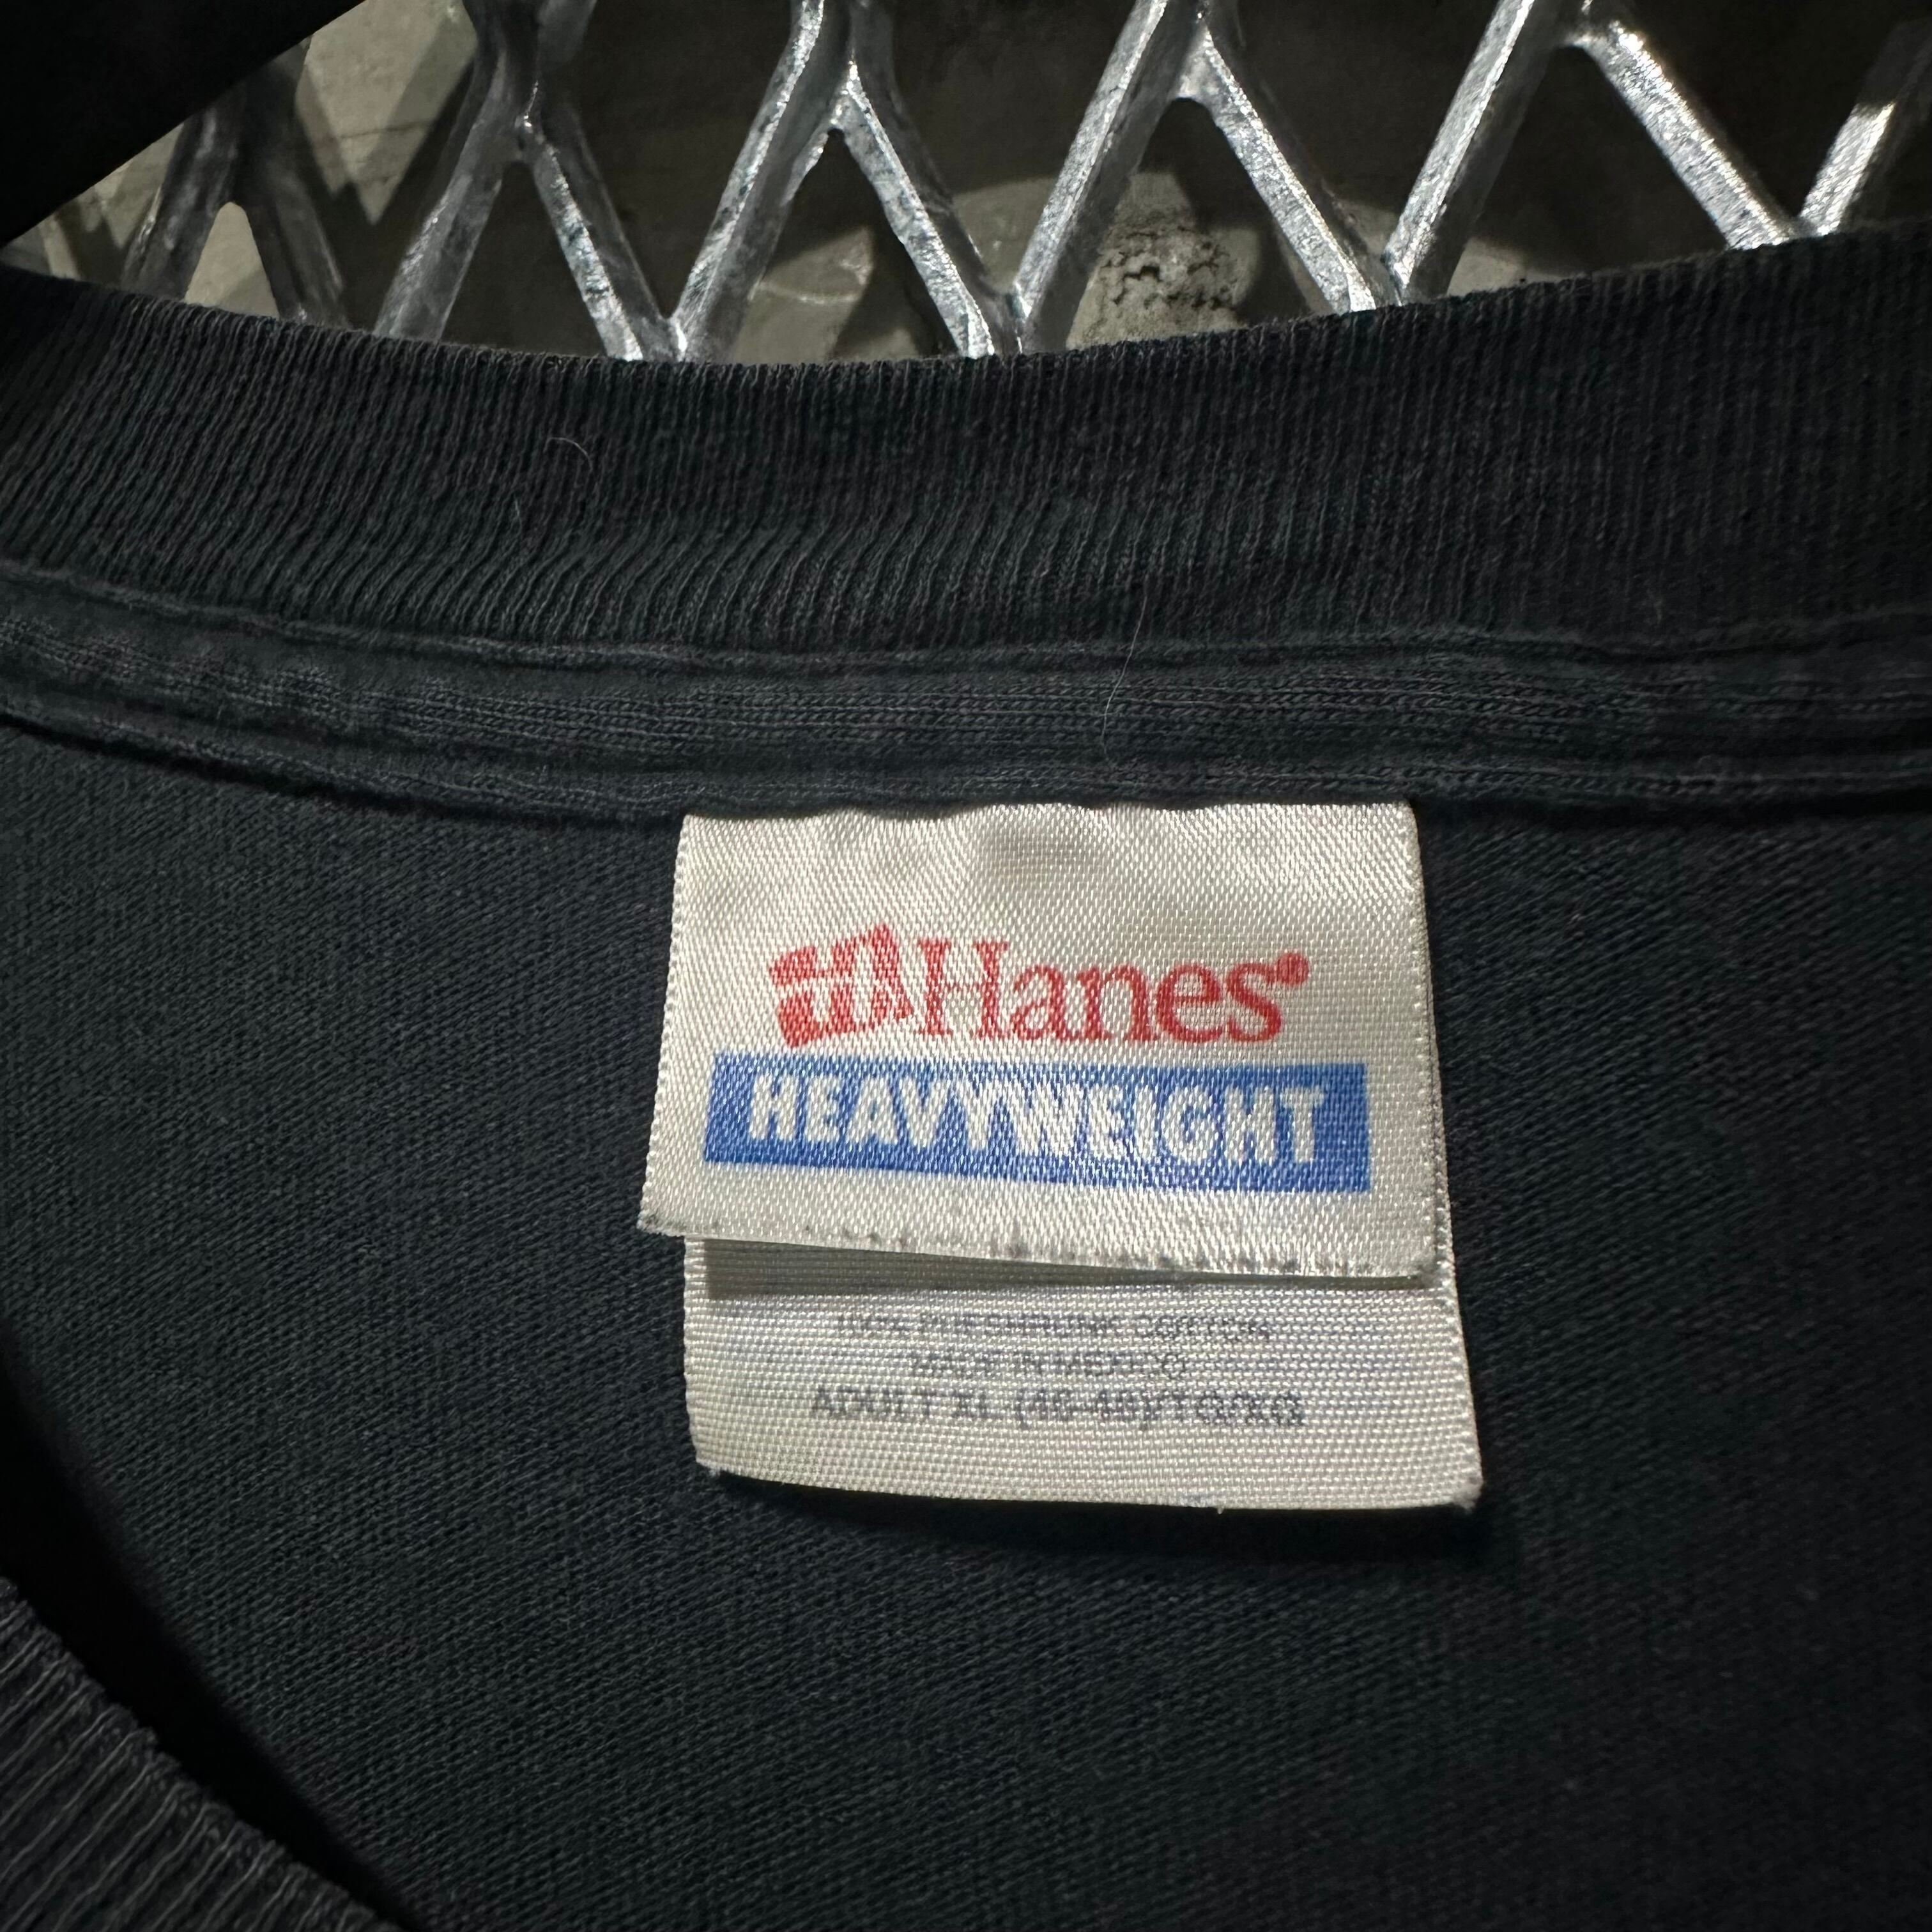 Hanes®
HEAVYWEIGHT
100% PRESHRUNK COTTON
MADE IN MEXICO
ADULT XL (46-48)/TG/XG